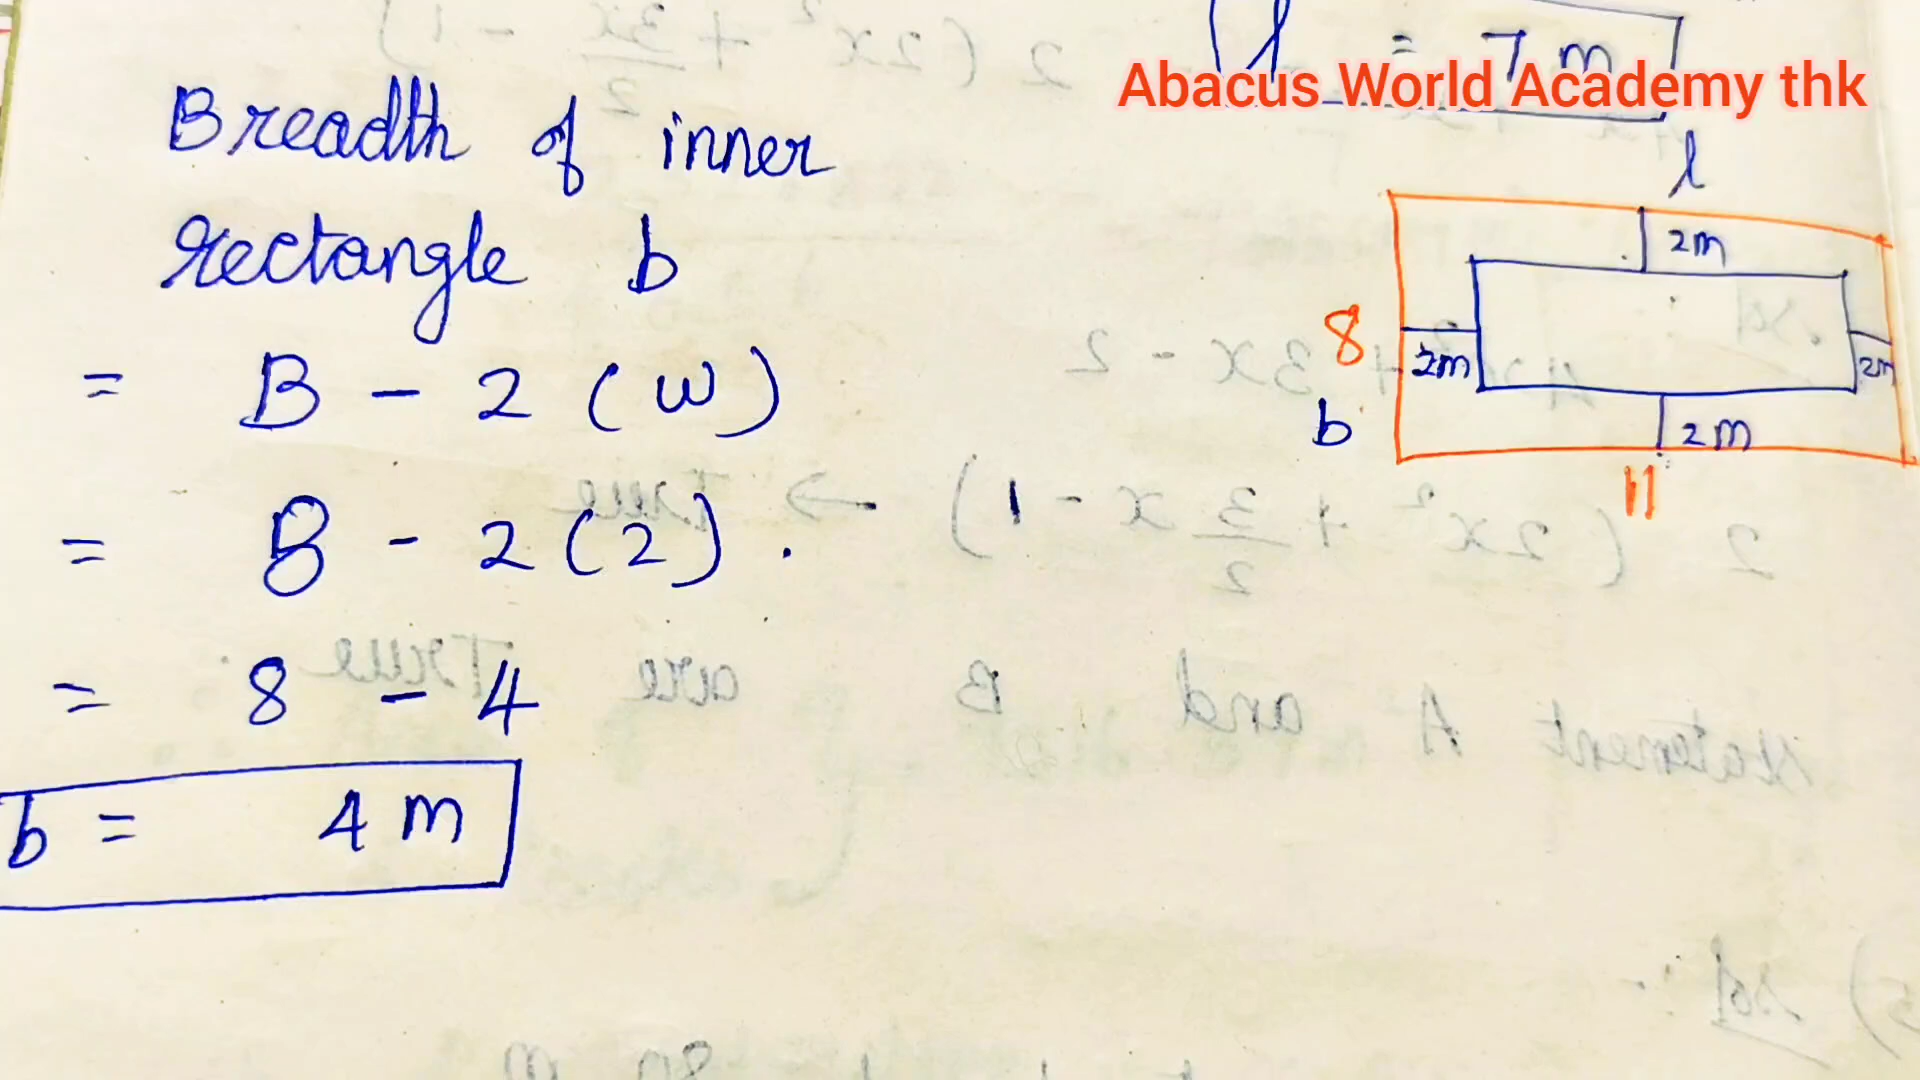 l = 7 m
Abacus World Academy thk
Breadth of inner
rectangle b
= B - 2 (w)
= B - 2 (2).
= 8 - 4
b = 4 m
l
2m
8
2m
2m
b
2m
11